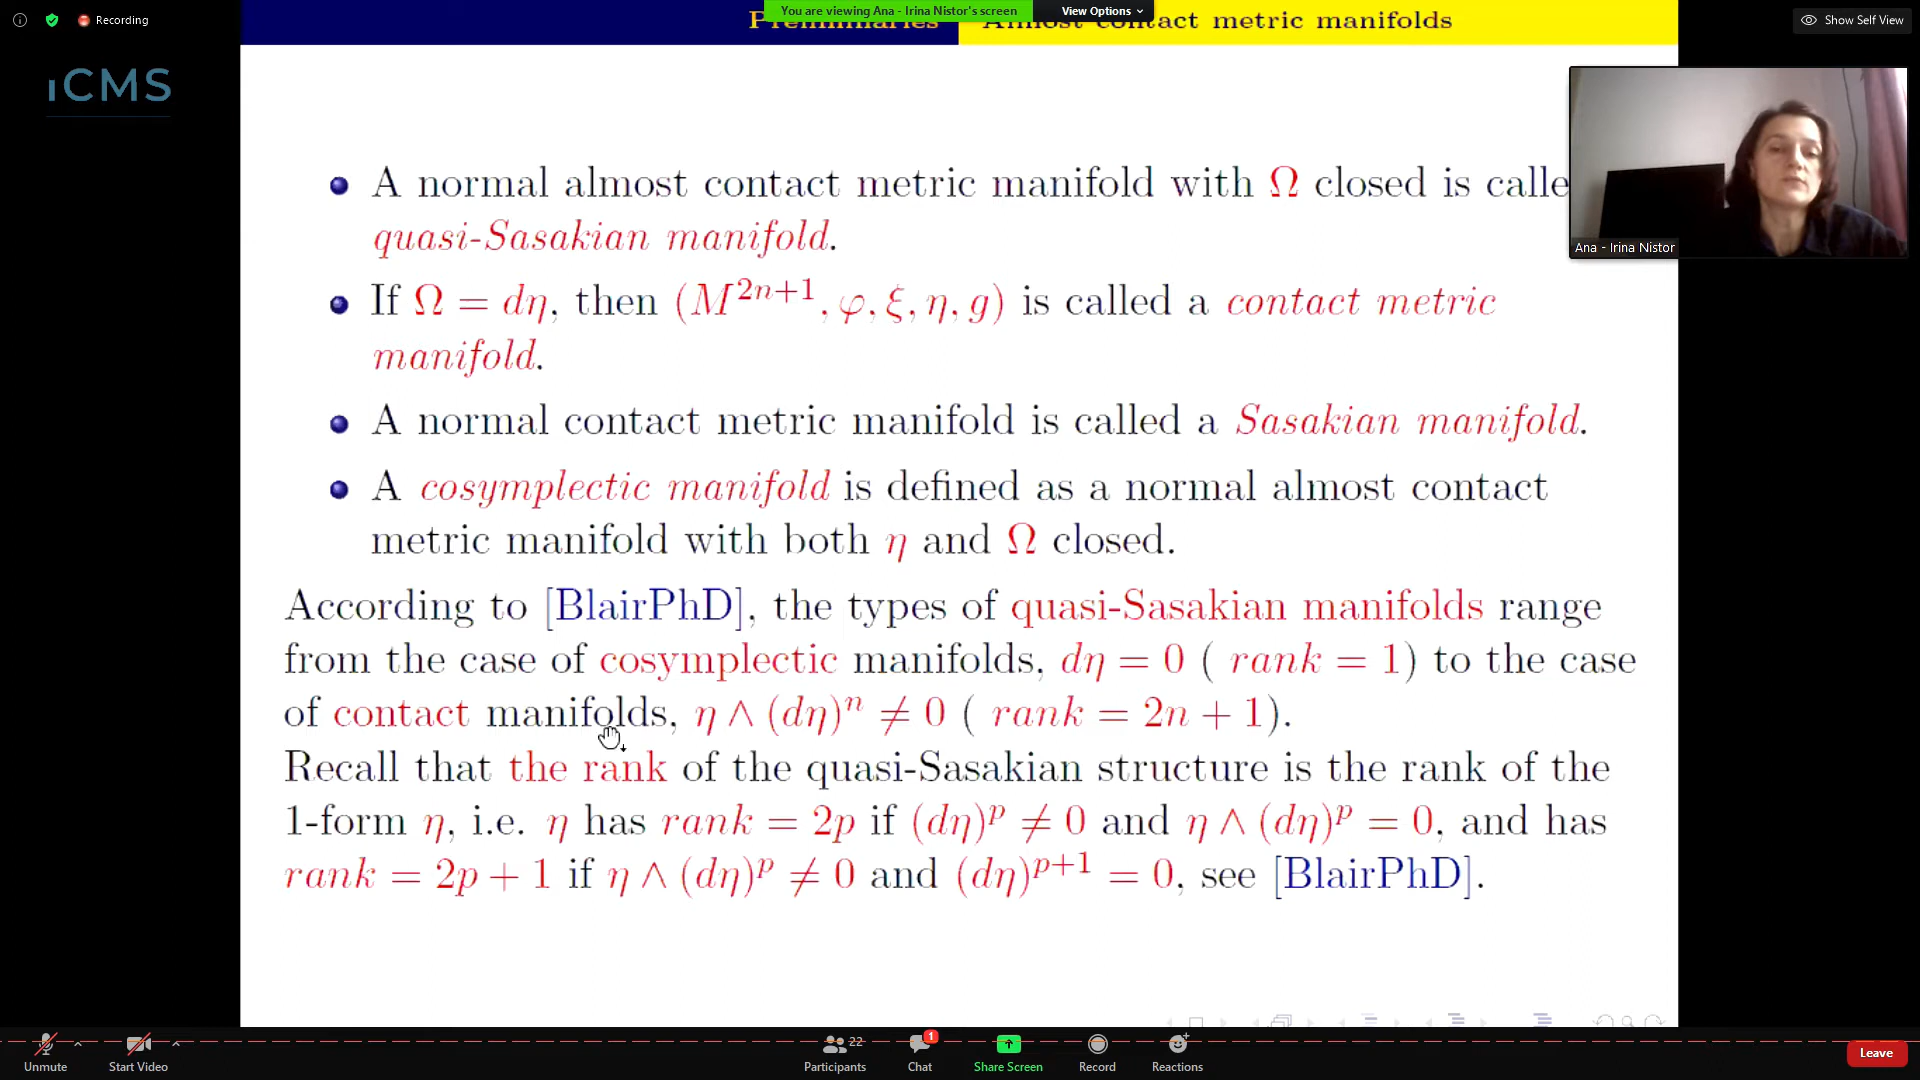 Recording
You are viewing Ana - Irina Nistor's screen
View Options
Show Self View
Preliminaries
Almost contact metric manifolds
iCMS
A normal almost contact metric manifold with Ω closed is calle
quasi-Sasakian manifold.
If Ω = dη, then (M²ⁿ⁺¹, φ, ξ, η, g) is called a contact metric
manifold.
A normal contact metric manifold is called a Sasakian manifold.
A cosymplectic manifold is defined as a normal almost contact
metric manifold with both η and Ω closed.
According to [BlairPhD], the types of quasi-Sasakian manifolds range
from the case of cosymplectic manifolds, dη = 0 ( rank = 1) to the case
of contact manifolds, η ∧ (dη)ⁿ ≠ 0 ( rank = 2n + 1).
Recall that the rank of the quasi-Sasakian structure is the rank of the
1-form η, i.e. η has rank = 2p if (dη)ᵖ ≠ 0 and η ∧ (dη)ᵖ = 0, and has
rank = 2p + 1 if η ∧ (dη)ᵖ ≠ 0 and (dη)ᵖ⁺¹ = 0, see [BlairPhD].
Ana - Irina Nistor
Unmute
Start Video
22
Participants
1
Chat
Share Screen
Record
Reactions
Leave